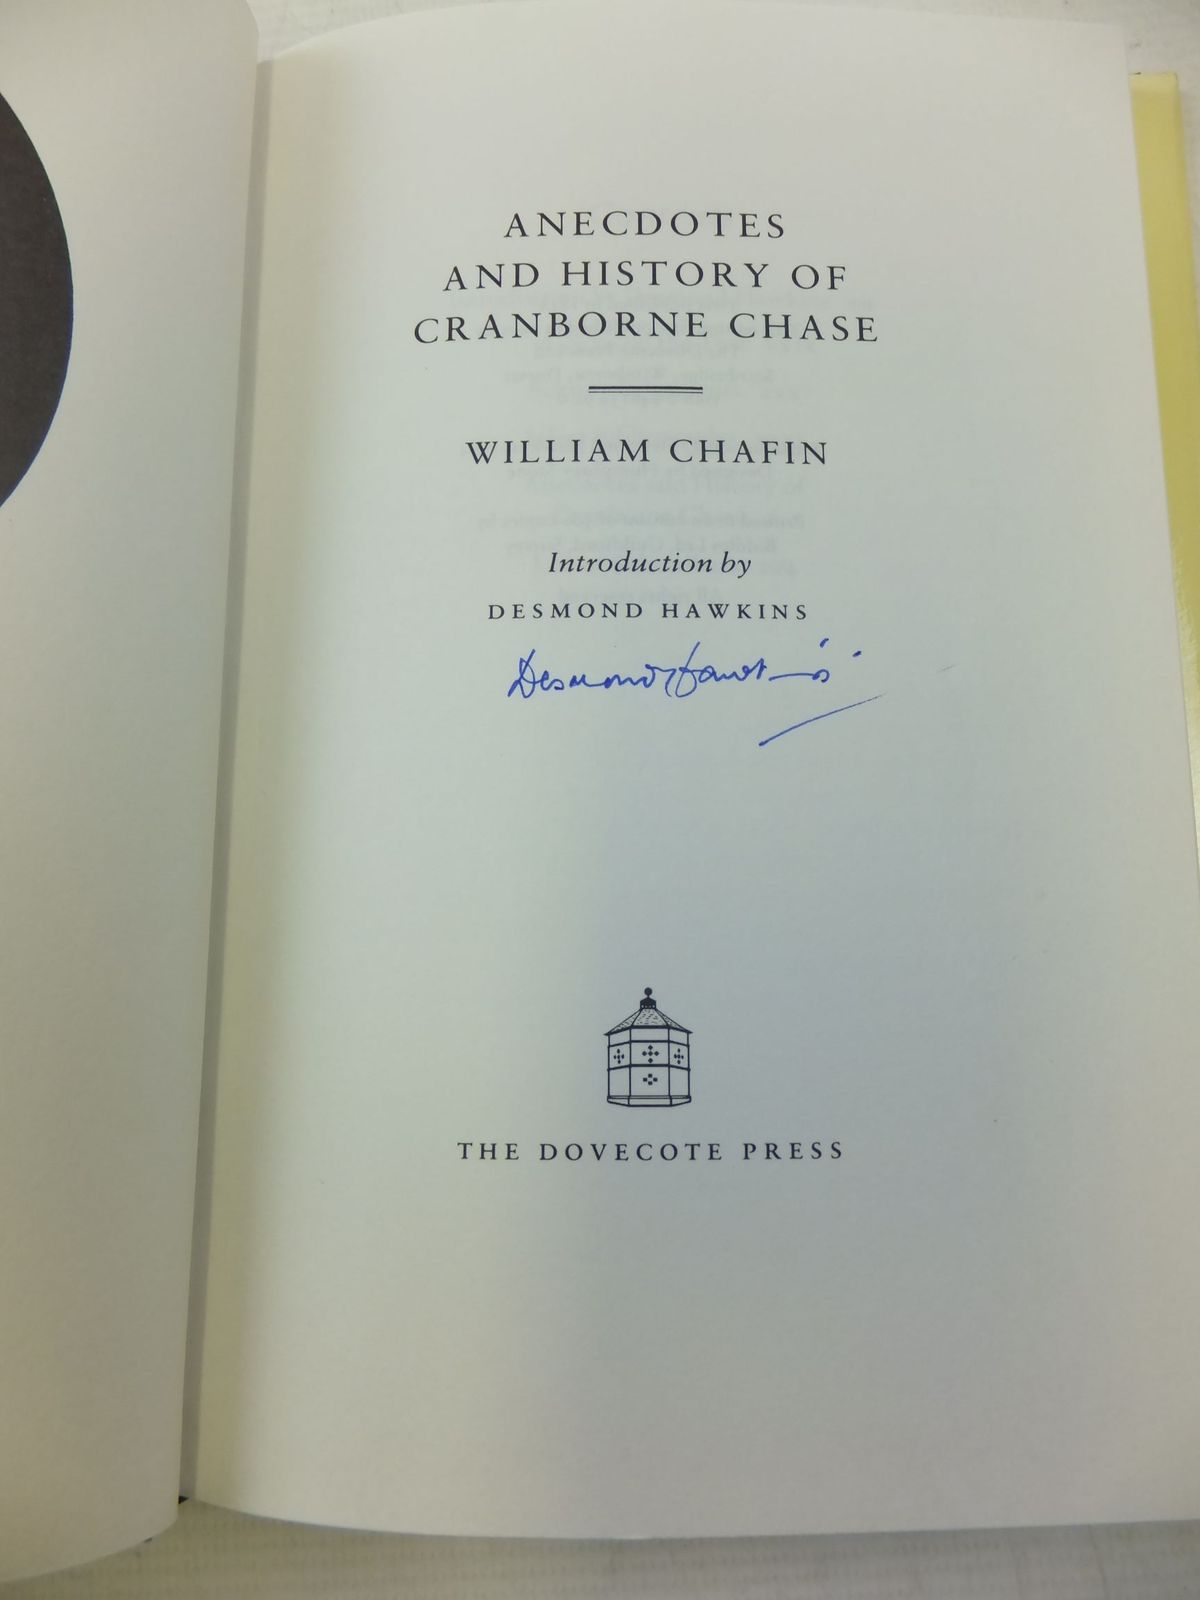 ANECDOTES
AND HISTORY OF
CRANBORNE CHASE
WILLIAM CHAFIN
Introduction by
DESMOND HAWKINS
Desmond Hawkins
THE DOVECOTE PRESS